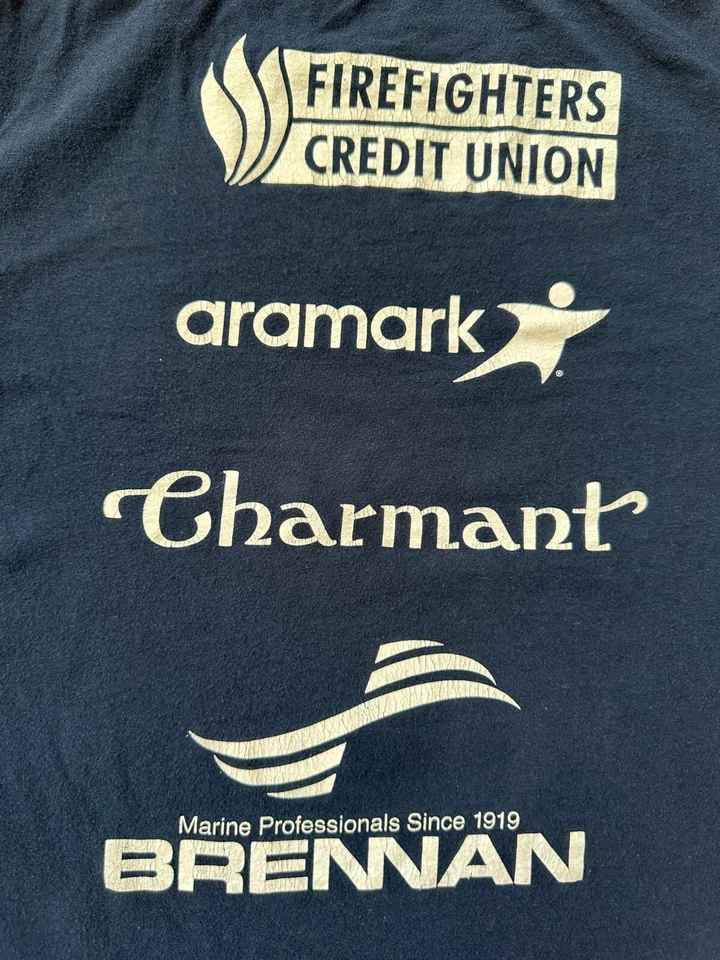 FIREFIGHTERS
CREDIT UNION
aramark
®
Charmant
Marine Professionals Since 1919
BRENNAN